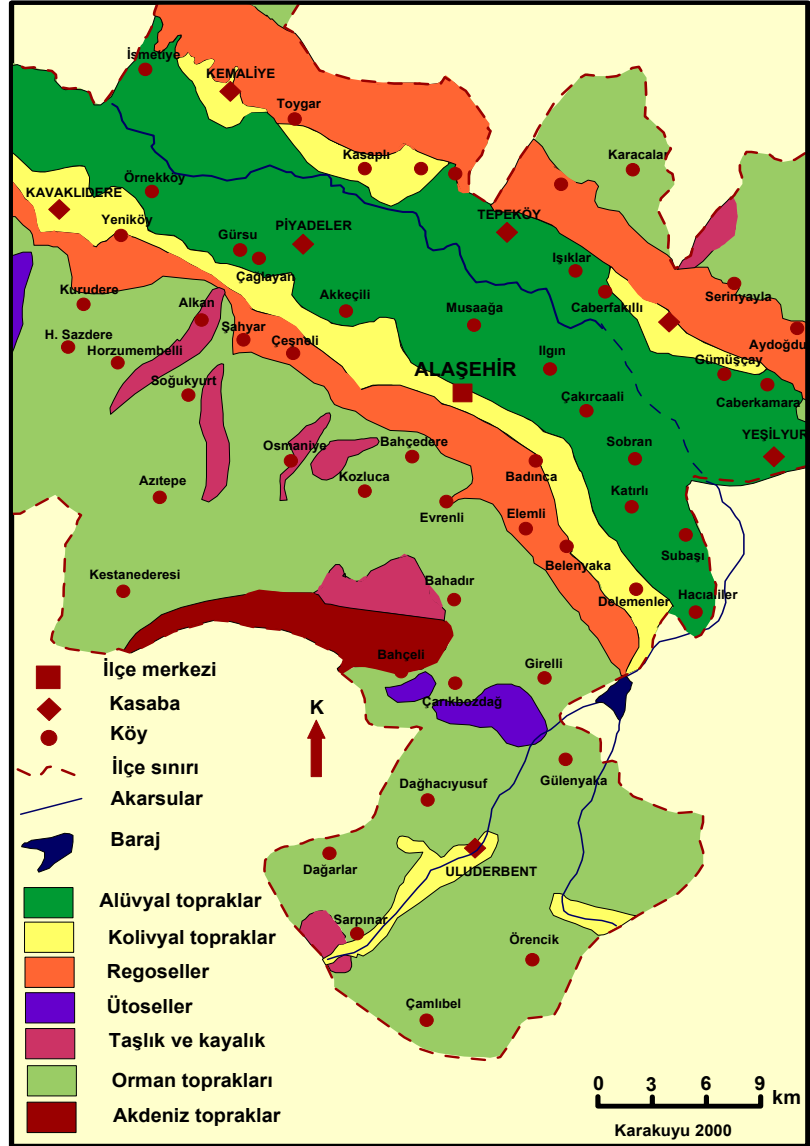 İsmetiye
KEMALİYE
Toygar
Kasaplı
Karacalar
Örnekköy
KAVAKLIDERE
Yeniköy
Gürsu
PİYADELER
TEPEKÖY
Çağlayan
Işıklar
Kurudere
Alkan
Akkeçili
Musaağa
Caberfakıllı
Serinyayla
H. Sazdere
Horzumembelli
Şahyar
Çeşneli
Aydoğdu
Soğukyurt
ALAŞEHİR
Ilgın
Gümüşçay
Çakırcaali
Caberkamara
Osmaniye
Bahçedere
Sobran
YEŞİLYUR
Azıtepe
Kozluca
Badınca
Evrenli
Elemli
Katırlı
Subaşı
Kestanederesi
Bahadır
Belenyaka
Delemenler
Hacıaliler
Bahçeli
Girelli
Çarıkbozdağ
Gülenyaka
Dağhacıyusuf
Dağarlar
ULUDERBENT
Sarpınar
Örencik
Çamlıbel
K
İlçe merkezi
Kasaba
Köy
İlçe sınırı
Akarsular
Baraj
Alüvyal topraklar
Kolivyal topraklar
Regoseller
Ütoseller
Taşlık ve kayalık
Orman toprakları
Akdeniz topraklar
0 3 6 9 km
Karakuyu 2000